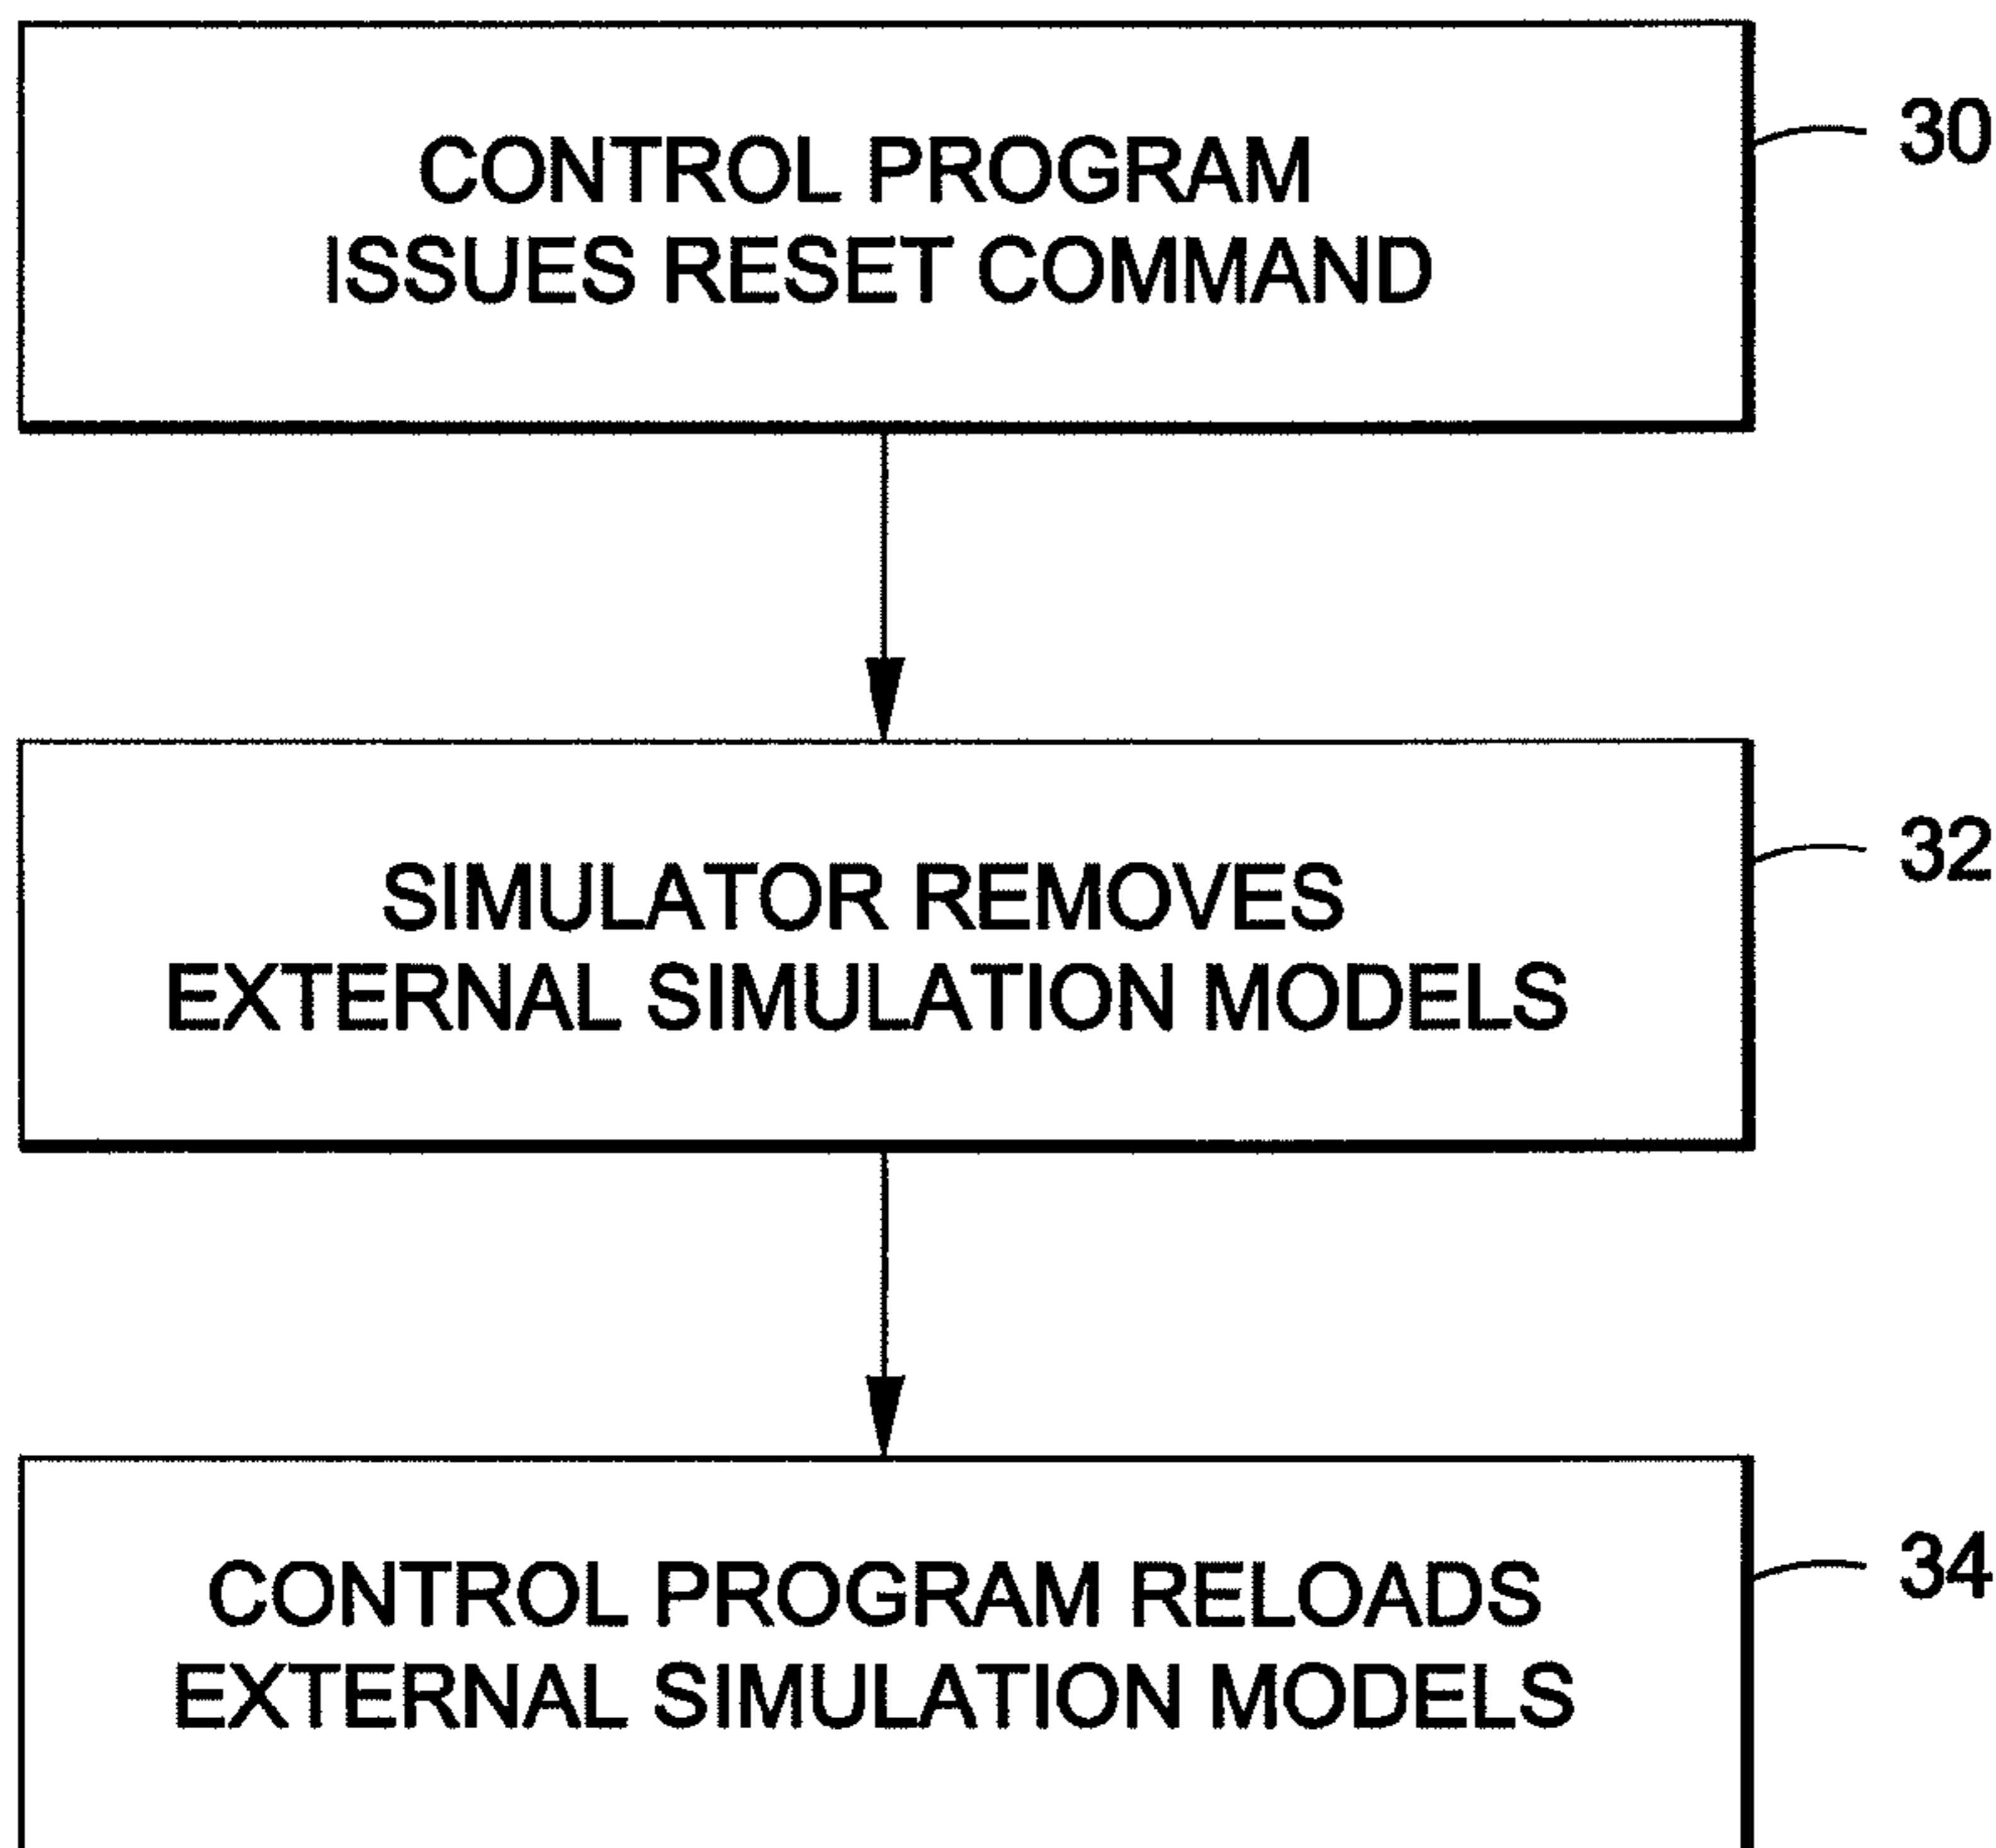 CONTROL PROGRAM
ISSUES RESET COMMAND
30
SIMULATOR REMOVES
EXTERNAL SIMULATION MODELS
32
CONTROL PROGRAM RELOADS
EXTERNAL SIMULATION MODELS
34